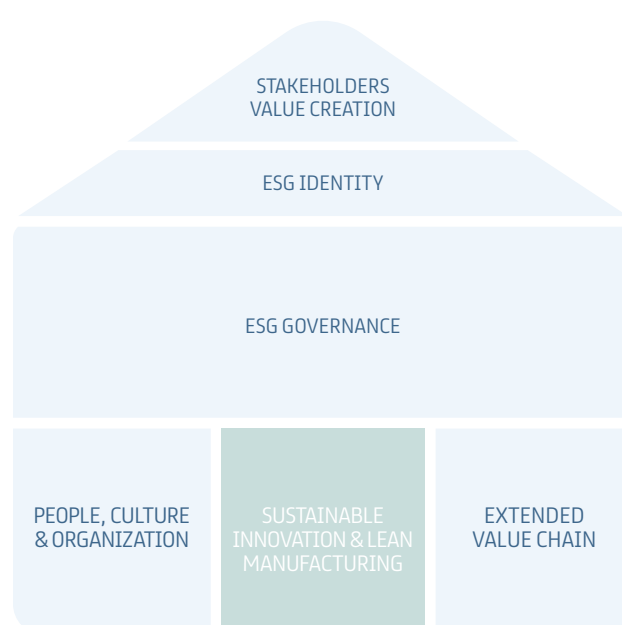 STAKEHOLDERS
VALUE CREATION
ESG IDENTITY
ESG GOVERNANCE
PEOPLE, CULTURE
& ORGANIZATION
SUSTAINABLE
INNOVATION & LEAN
MANUFACTURING
EXTENDED
VALUE CHAIN